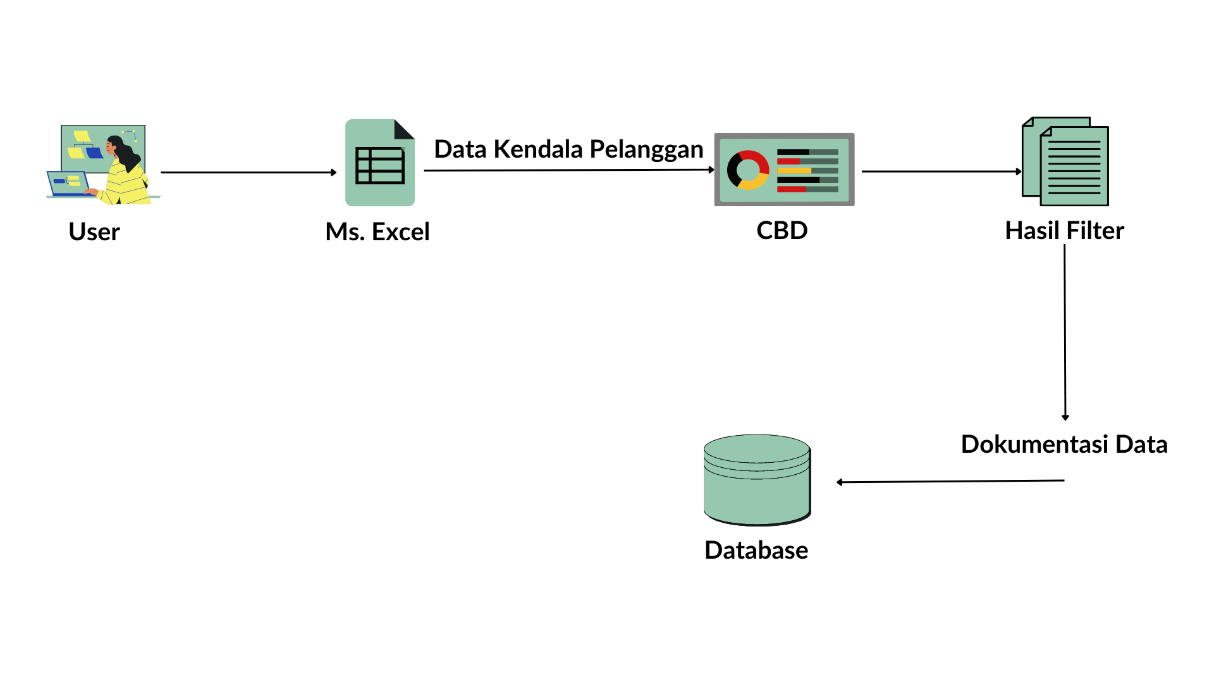 Data Kendala Pelanggan
User
Ms. Excel
CBD
Hasil Filter
Dokumentasi Data
Database